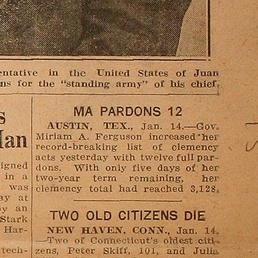 entative in the United States of Juan
ns for the "standing army" of his chief.
s
Man
igned
in a
was
ay at
y an
Stark
Har-
tech-
MA PARDONS 12
AUSTIN, TEX., Jan. 14.—Gov.
Miriam A. Ferguson increased her
record-breaking list of clemency
acts yesterday with twelve full par-
dons. With only five days of her
two-year term remaining, her
clemency total had reached 3,128.
TWO OLD CITIZENS DIE
NEW HAVEN, CONN., Jan. 14.
—Two of Connecticut's oldest citi-
zens, Peter Skiff, 101, and Julia